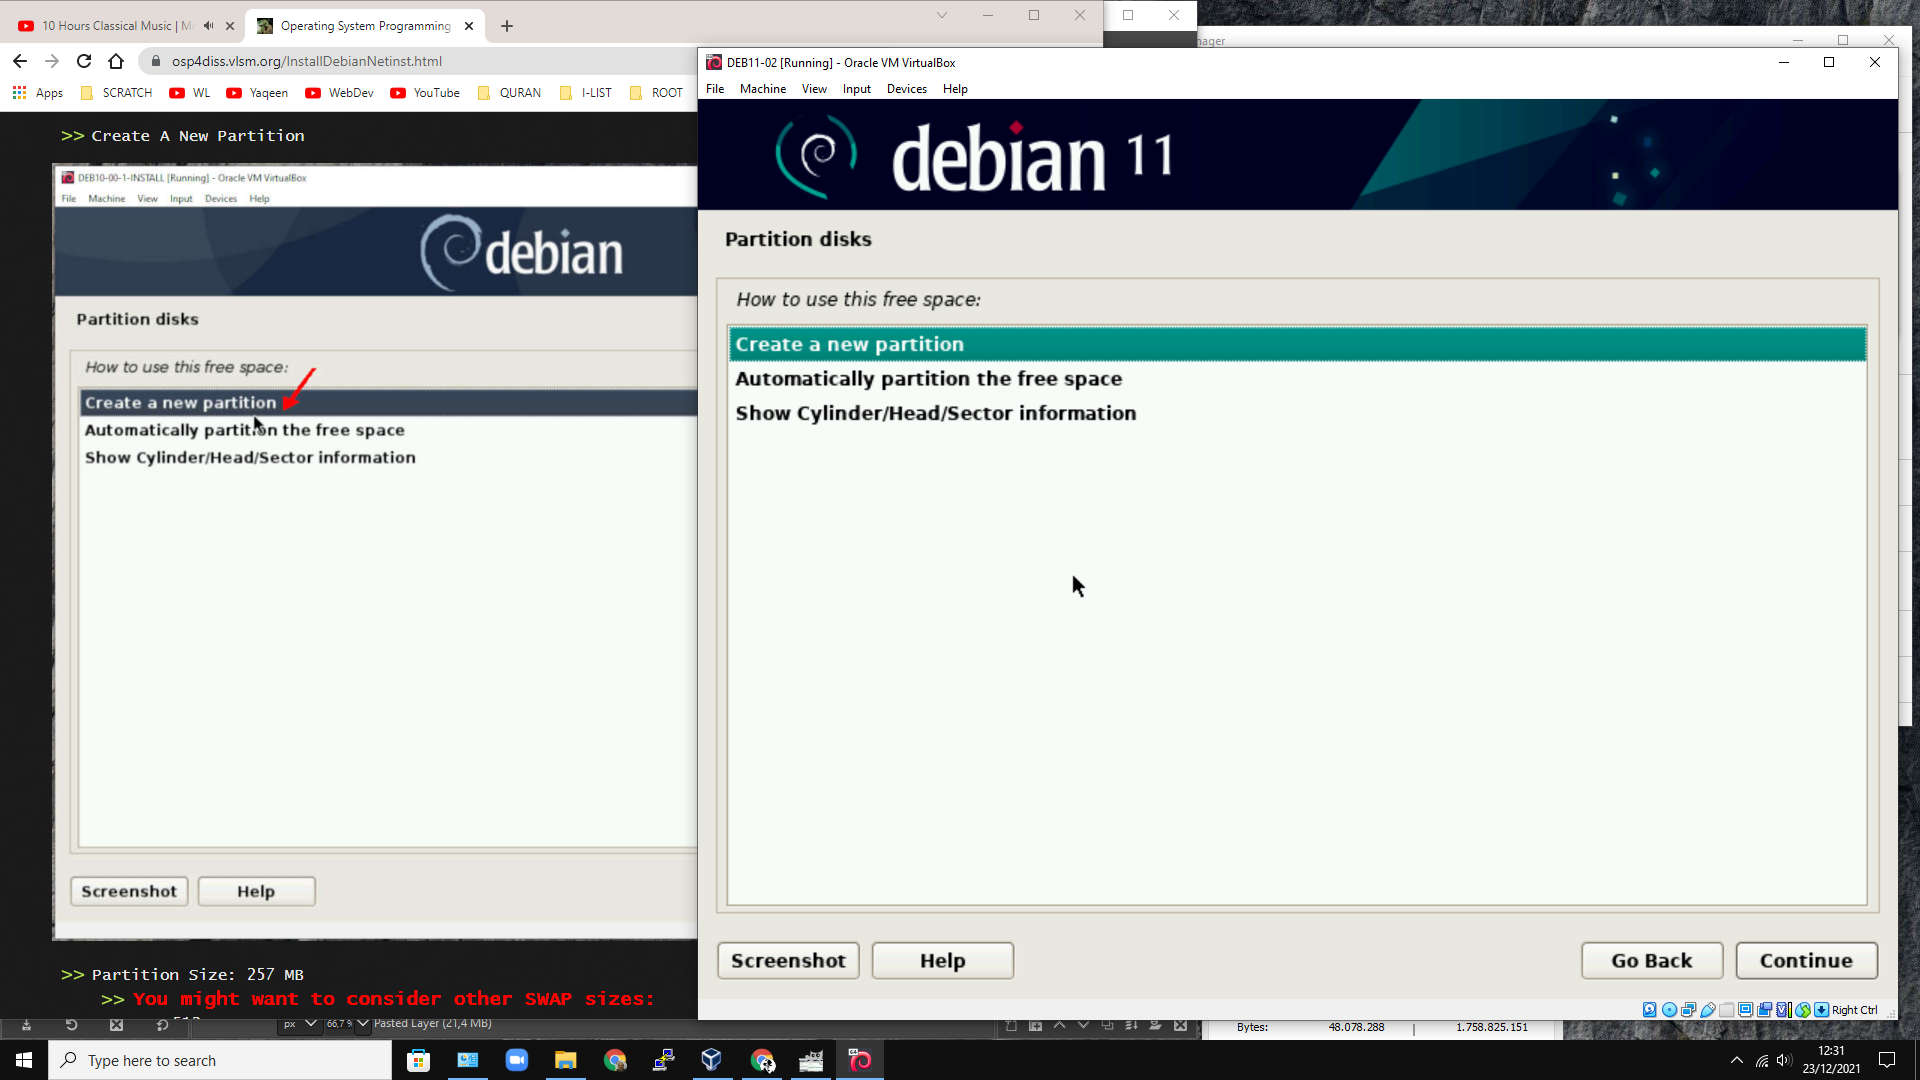 10 Hours Classical Music | M
Operating System Programming
osp4diss.vlsm.org/InstallDebianNetinst.html
Apps
SCRATCH
WL
Yaqeen
WebDev
YouTube
QURAN
I-LIST
ROOT
>> Create A New Partition
DEB10-00-1-INSTALL [Running] - Oracle VM VirtualBox
File Machine View Input Devices Help
debian
Partition disks
How to use this free space:
Create a new partition
Automatically partition the free space
Show Cylinder/Head/Sector information
Screenshot
Help
>> Partition Size: 257 MB
>> You might want to consider other SWAP sizes:
px
66,7 %
Pasted Layer (21,4 MB)
nager
DEB11-02 [Running] - Oracle VM VirtualBox
File Machine View Input Devices Help
debian 11
Partition disks
How to use this free space:
Create a new partition
Automatically partition the free space
Show Cylinder/Head/Sector information
Screenshot
Help
Go Back
Continue
Right Ctrl
Bytes: 48.078.288 | 1.758.825.151
Type here to search
12:31
23/12/2021